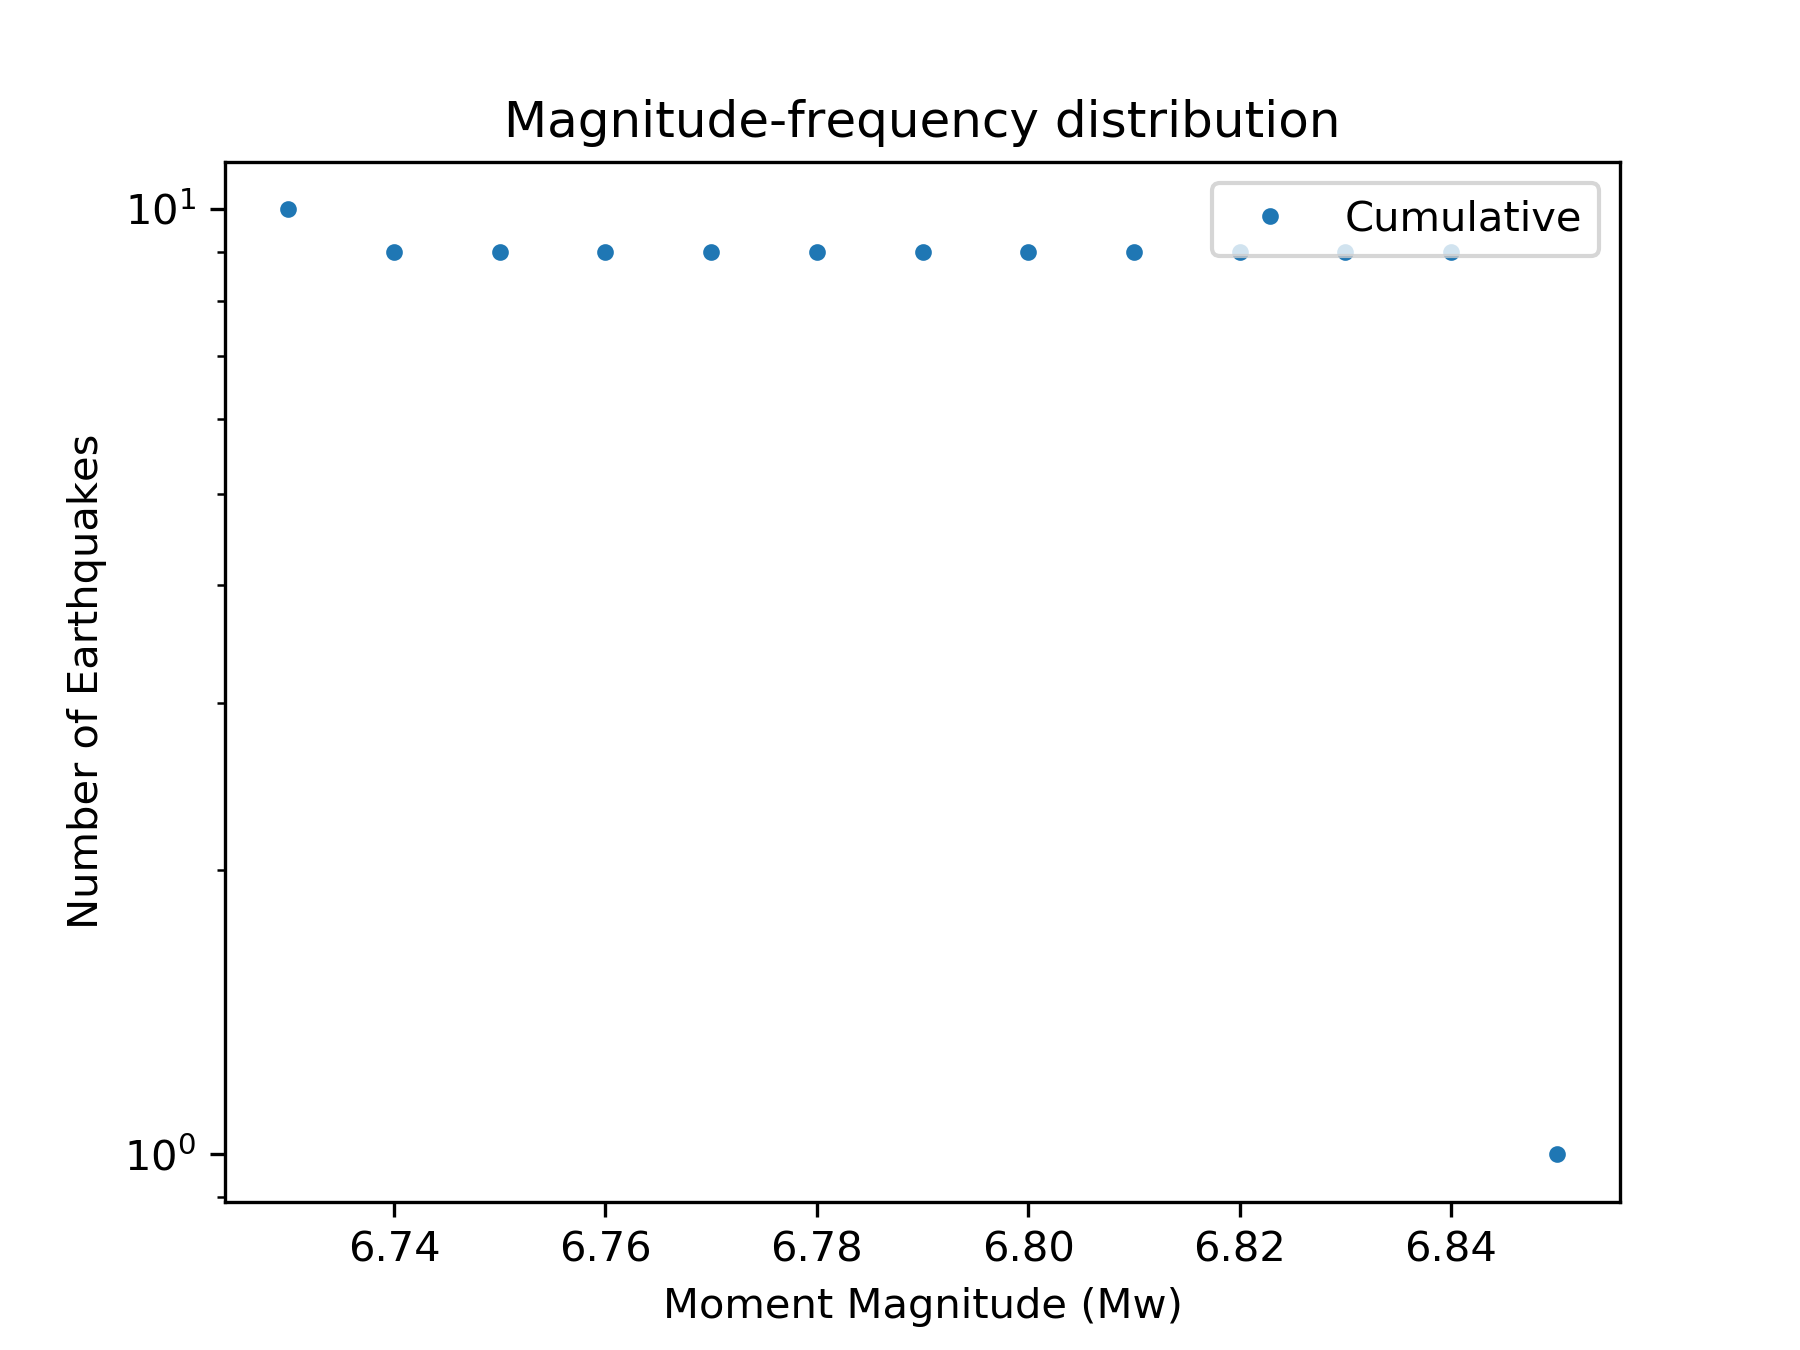 Magnitude-frequency distribution
Cumulative
10¹
Number of Earthquakes
10⁰
6.74 6.76 6.78 6.80 6.82 6.84
Moment Magnitude (Mw)